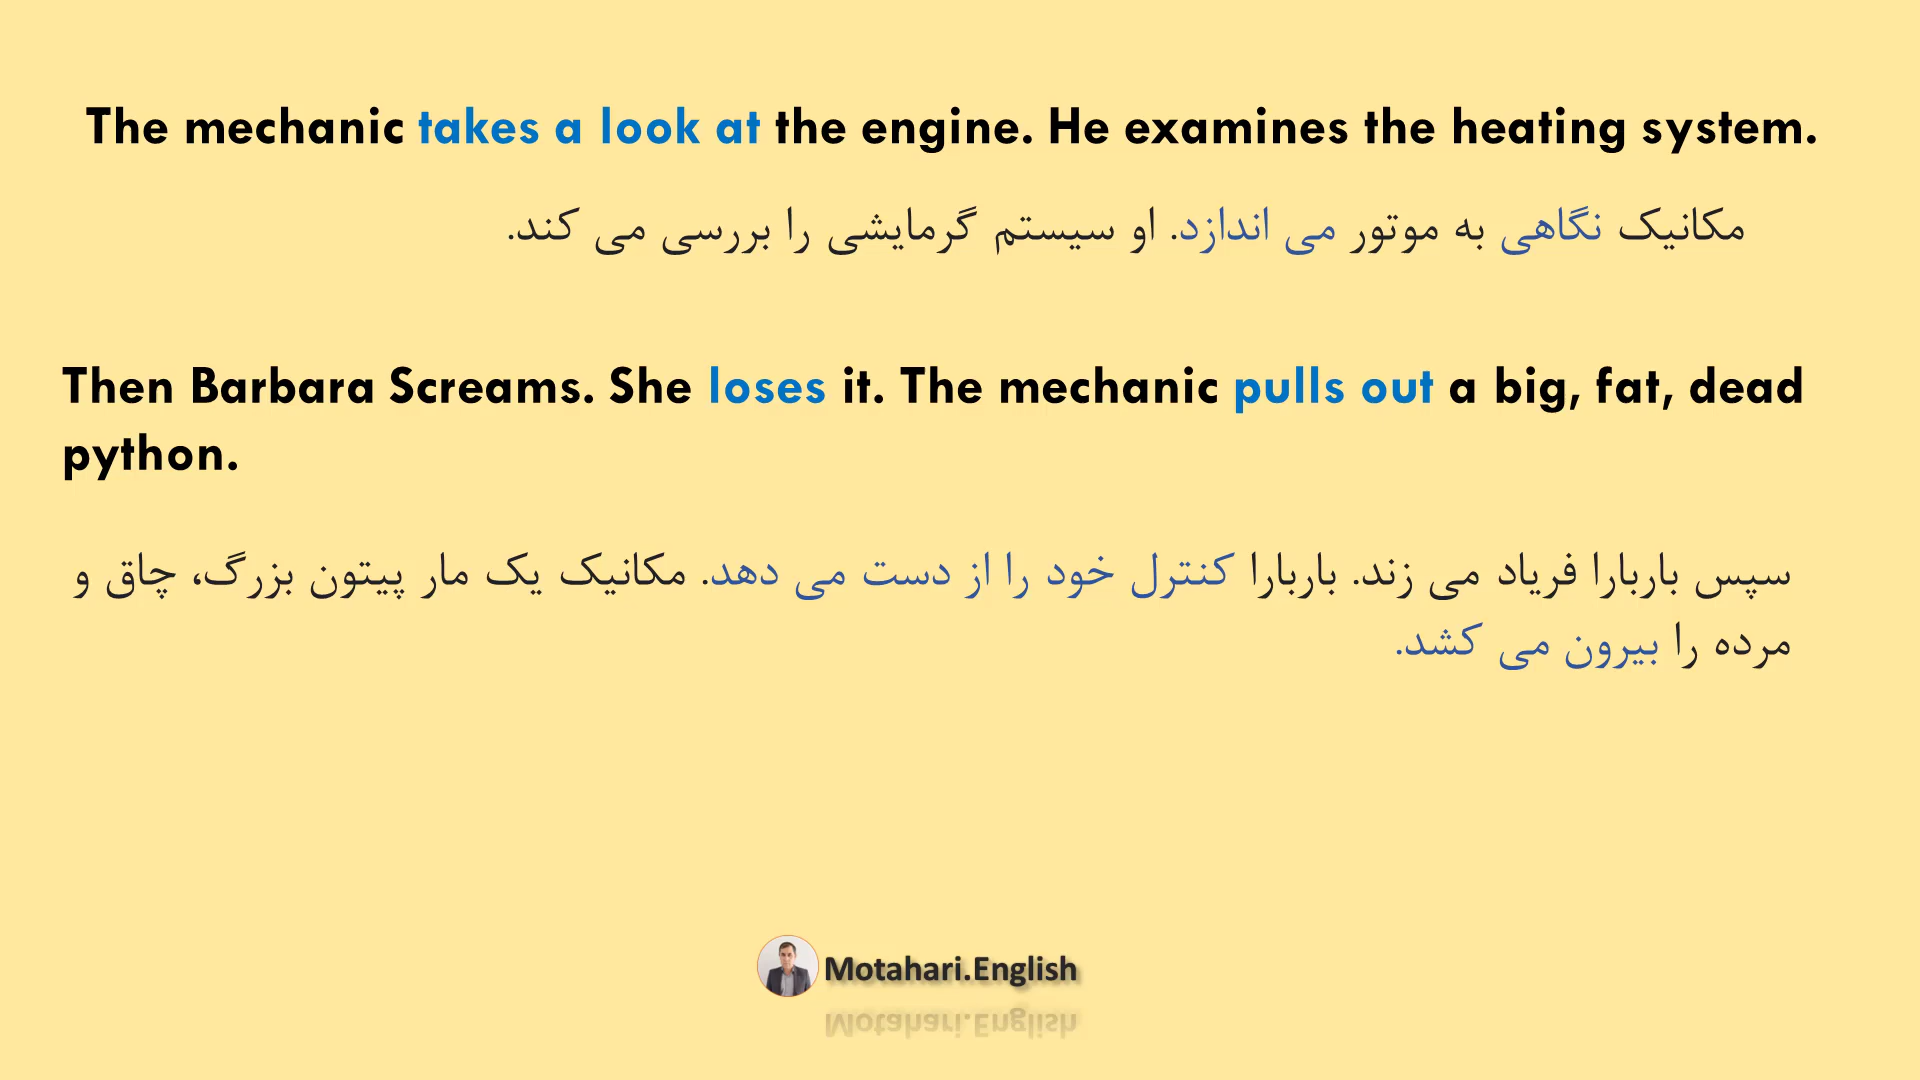 The mechanic takes a look at the engine. He examines the heating system.
مکانیک نگاهی به موتور می اندازد. او سیستم گرمایشی را بررسی می کند.
Then Barbara Screams. She loses it. The mechanic pulls out a big, fat, dead
python.
سپس باربارا فریاد می زند. باربارا کنترل خود را از دست می دهد. مکانیک یک مار پیتون بزرگ، چاق و
مرده را بیرون می کشد.
Motahari.English